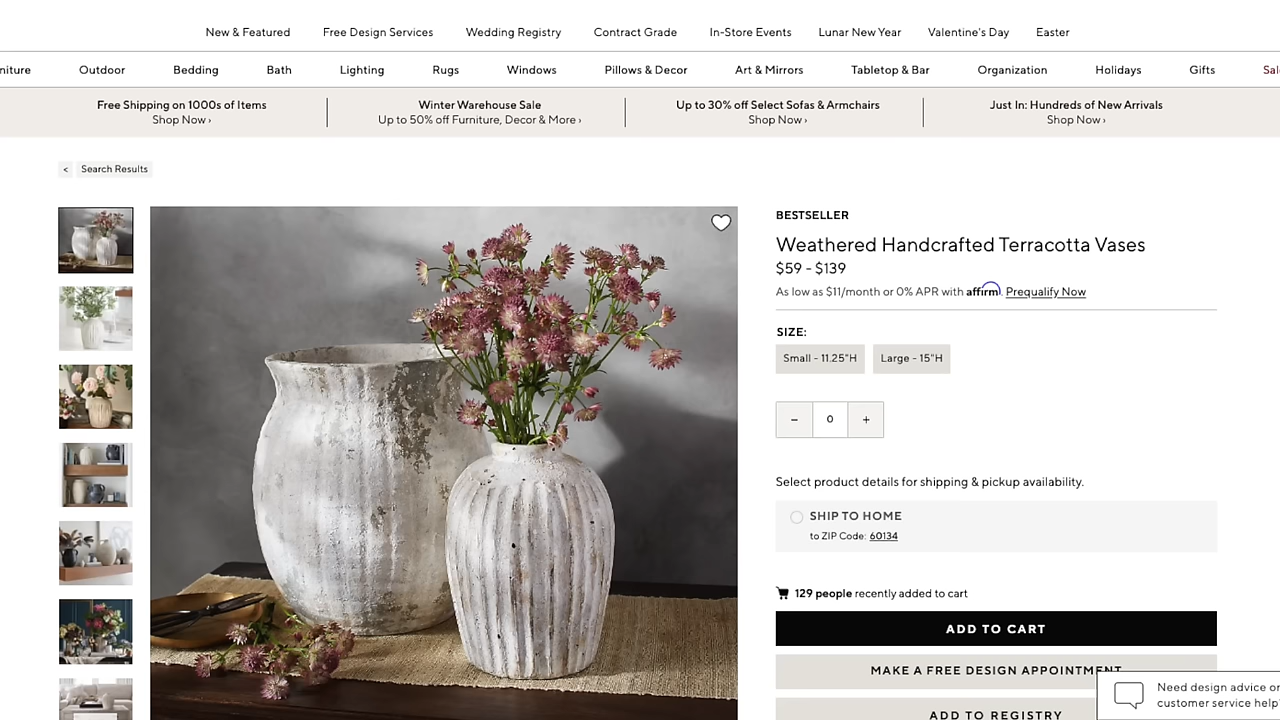 New & Featured Free Design Services Wedding Registry Contract Grade In-Store Events Lunar New Year Valentine's Day Easter
niture Outdoor Bedding Bath Lighting Rugs Windows Pillows & Decor Art & Mirrors Tabletop & Bar Organization Holidays Gifts Sal
Free Shipping on 1000s of Items
Shop Now ›
Winter Warehouse Sale
Up to 50% off Furniture, Decor & More ›
Up to 30% off Select Sofas & Armchairs
Shop Now ›
Just In: Hundreds of New Arrivals
Shop Now ›
< Search Results
BESTSELLER
Weathered Handcrafted Terracotta Vases
$59 - $139
As low as $11/month or 0% APR with affirm. Prequalify Now
SIZE:
Small - 11.25"H Large - 15"H
− 0 +
Select product details for shipping & pickup availability.
SHIP TO HOME
to ZIP Code: 60134
129 people recently added to cart
ADD TO CART
MAKE A FREE DESIGN APPOINTMENT
ADD TO REGISTRY
Need design advice or
customer service help